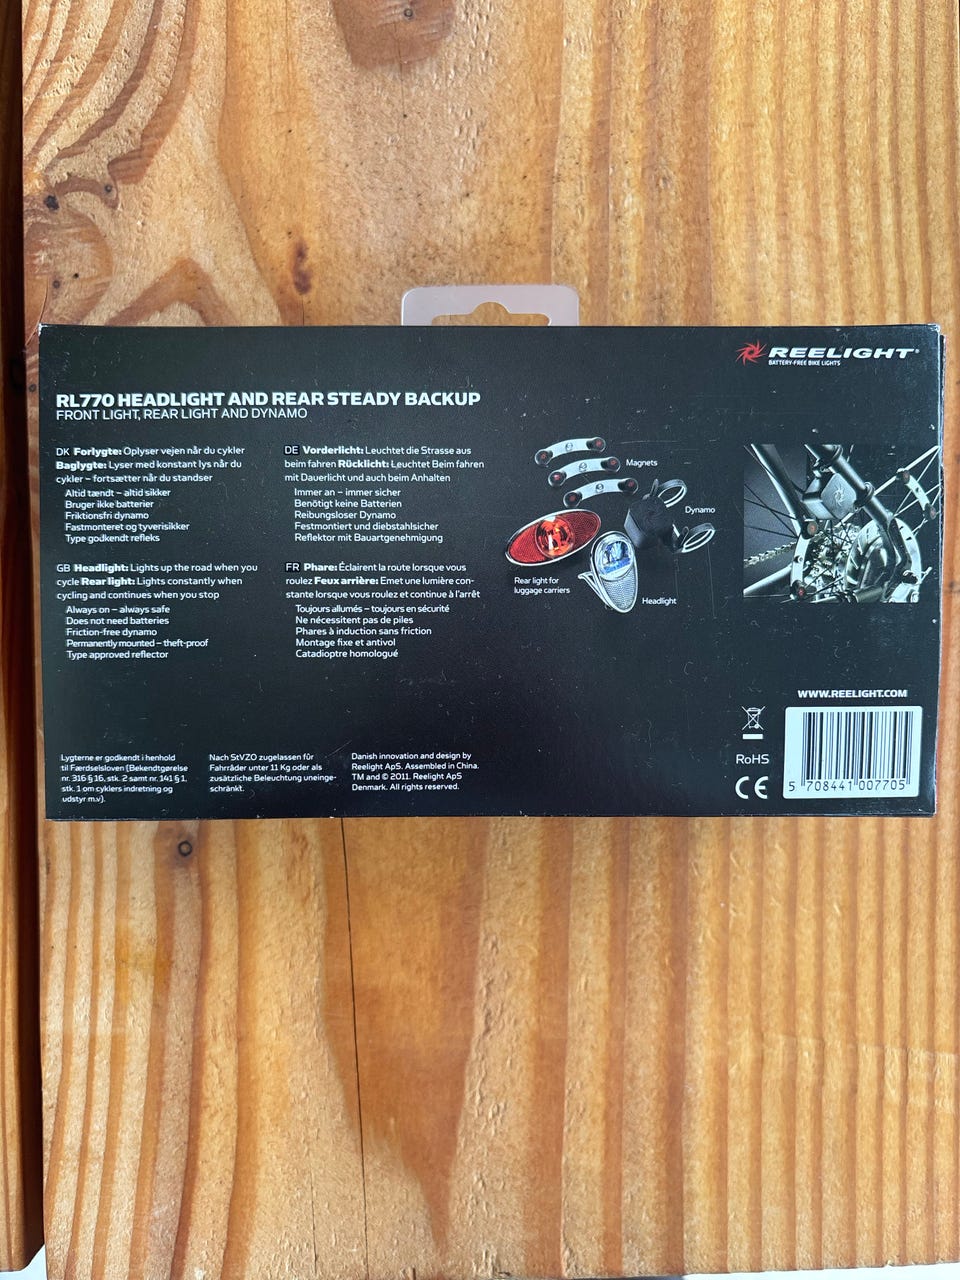 REELIGHT®
BATTERY-FREE BIKE LIGHTS
RL770 HEADLIGHT AND REAR STEADY BACKUP
FRONT LIGHT, REAR LIGHT AND DYNAMO
DK Forlygte: Oplyser vejen når du cykler
Baglygte: Lyser med konstant lys når du
cykler – fortsætter når du standser
Altid tændt – altid sikker
Bruger ikke batterier
Friktionsfri dynamo
Fastmonteret og tyverisikker
Type godkendt refleks
GB Headlight: Lights up the road when you
cycle Rear light: Lights constantly when
cycling and continues when you stop
Always on – always safe
Does not need batteries
Friction-free dynamo
Permanently mounted – theft-proof
Type approved reflector
DE Vorderlicht: Leuchtet die Strasse aus
beim fahren Rücklicht: Leuchtet Beim fahren
mit Dauerlicht und auch beim Anhalten
Immer an – immer sicher
Benötigt keine Batterien
Reibungsloser Dynamo
Festmontiert und diebstahlsicher
Reflektor mit Bauartgenehmigung
FR Phare: Éclairent la route lorsque vous
roulez Feux arrière: Emet une lumière con-
stante lorsque vous roulez et continue à l'arrêt
Toujours allumés – toujours en sécurité
Ne nécessitent pas de piles
Phares à induction sans friction
Montage fixe et antivol
Catadioptre homologué
Magnets
Dynamo
Rear light for
luggage carriers
Headlight
WWW.REELIGHT.COM
RoHS
CE
5 708441 007705
Lygterne er godkendt i henhold
til Færdselsloven (Bekendtgørelse
nr. 316 § 16, stk. 2 samt nr. 141 § 1,
stk. 1 om cyklers indretning og
udstyr m.v).
Nach StVZO zugelassen für
Fahrräder unter 11 Kg oder als
zusätzliche Beleuchtung uneinge-
schränkt.
Danish innovation and design by
Reelight ApS. Assembled in China.
TM and © 2011. Reelight ApS
Denmark. All rights reserved.